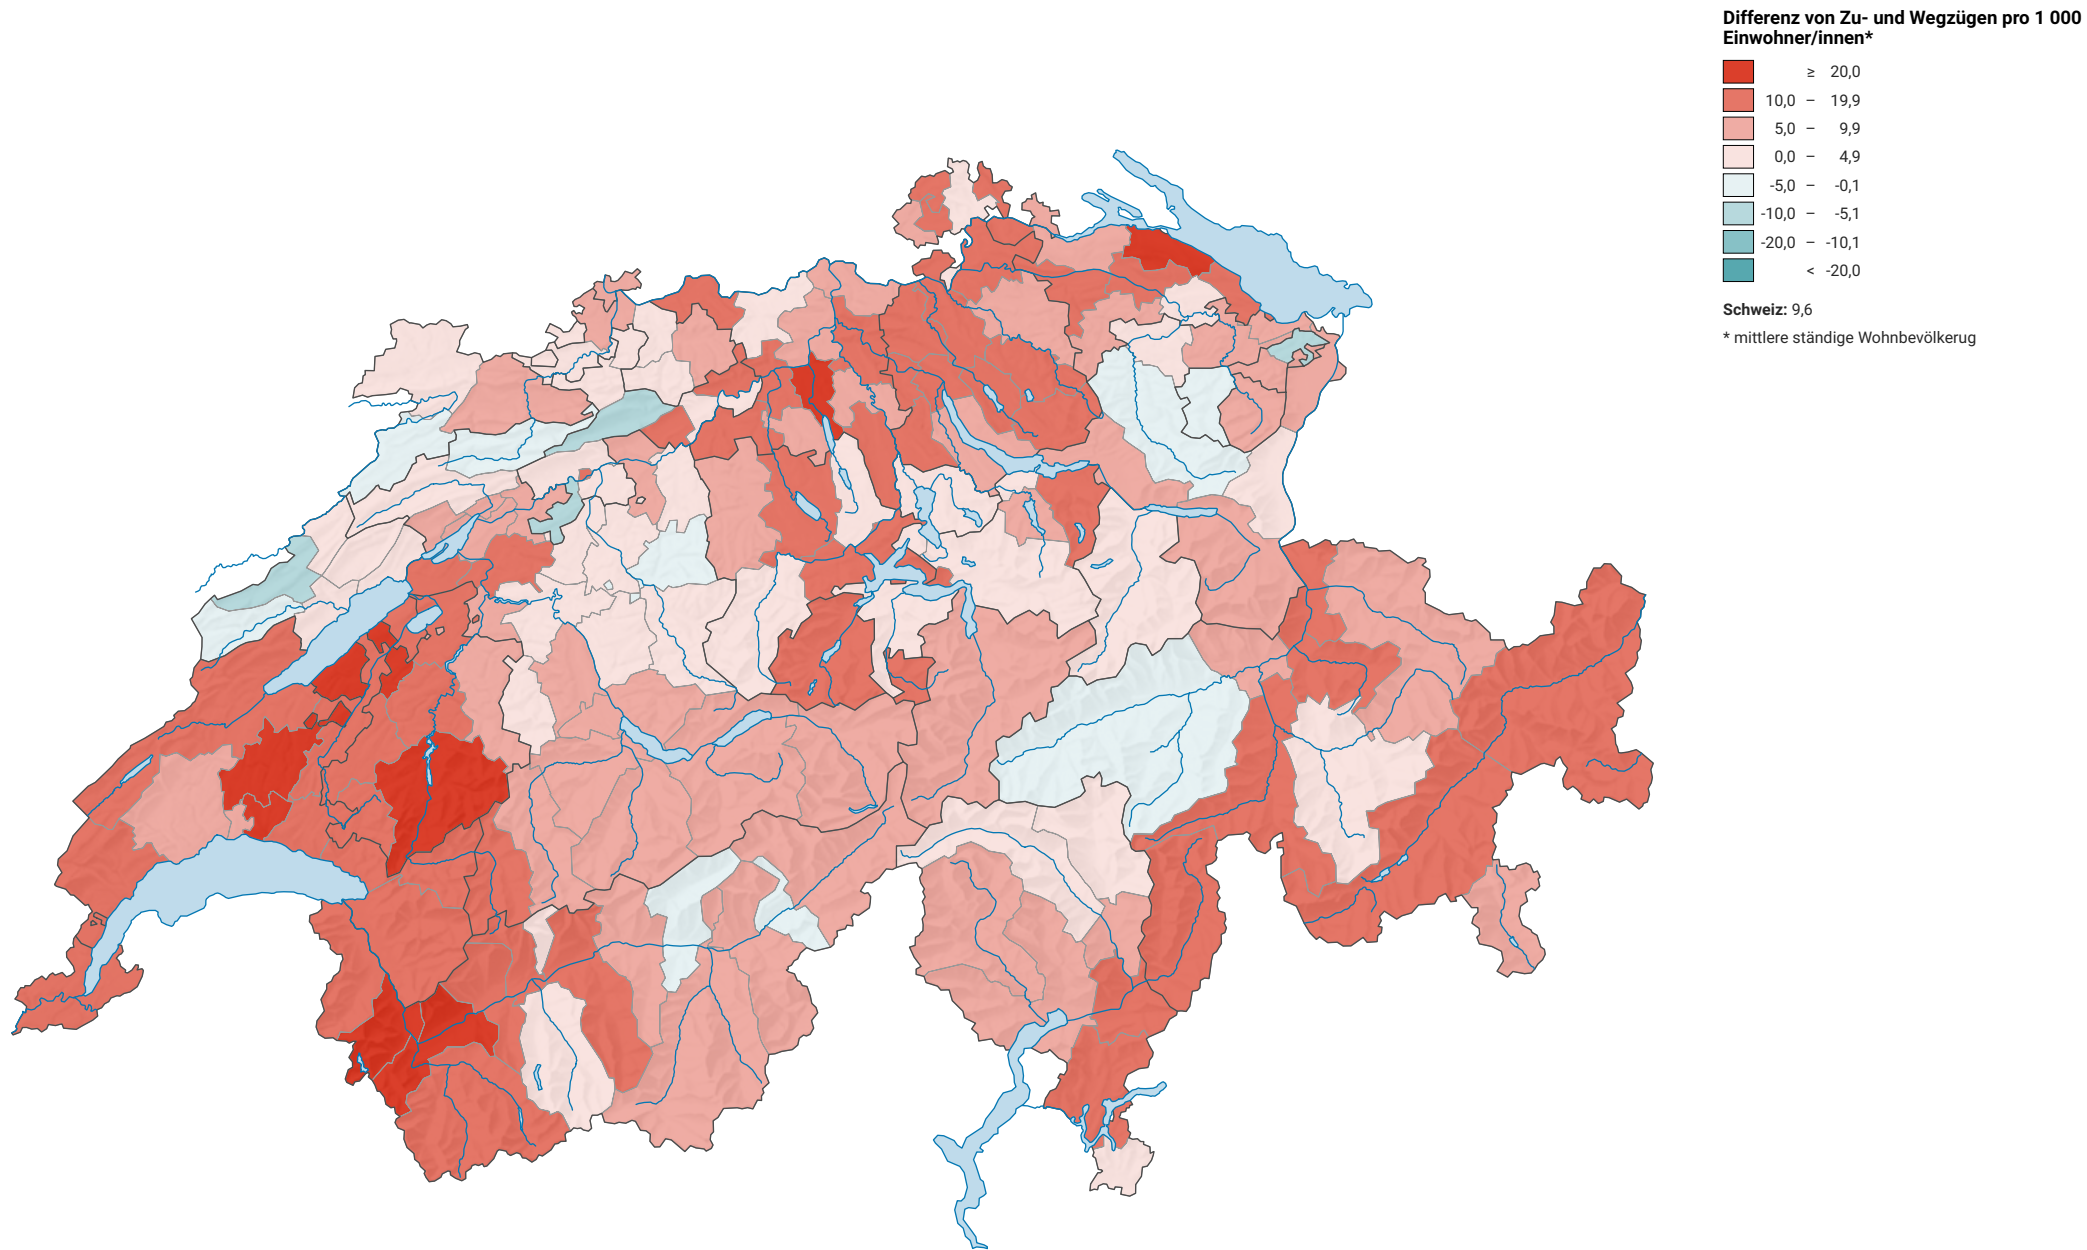 Differenz von Zu- und Wegzügen pro 1 000
Einwohner/innen*
≥ 20,0
10,0 – 19,9
5,0 – 9,9
0,0 – 4,9
-5,0 – -0,1
-10,0 – -5,1
-20,0 – -10,1
< -20,0
Schweiz: 9,6
* mittlere ständige Wohnbevölkerug